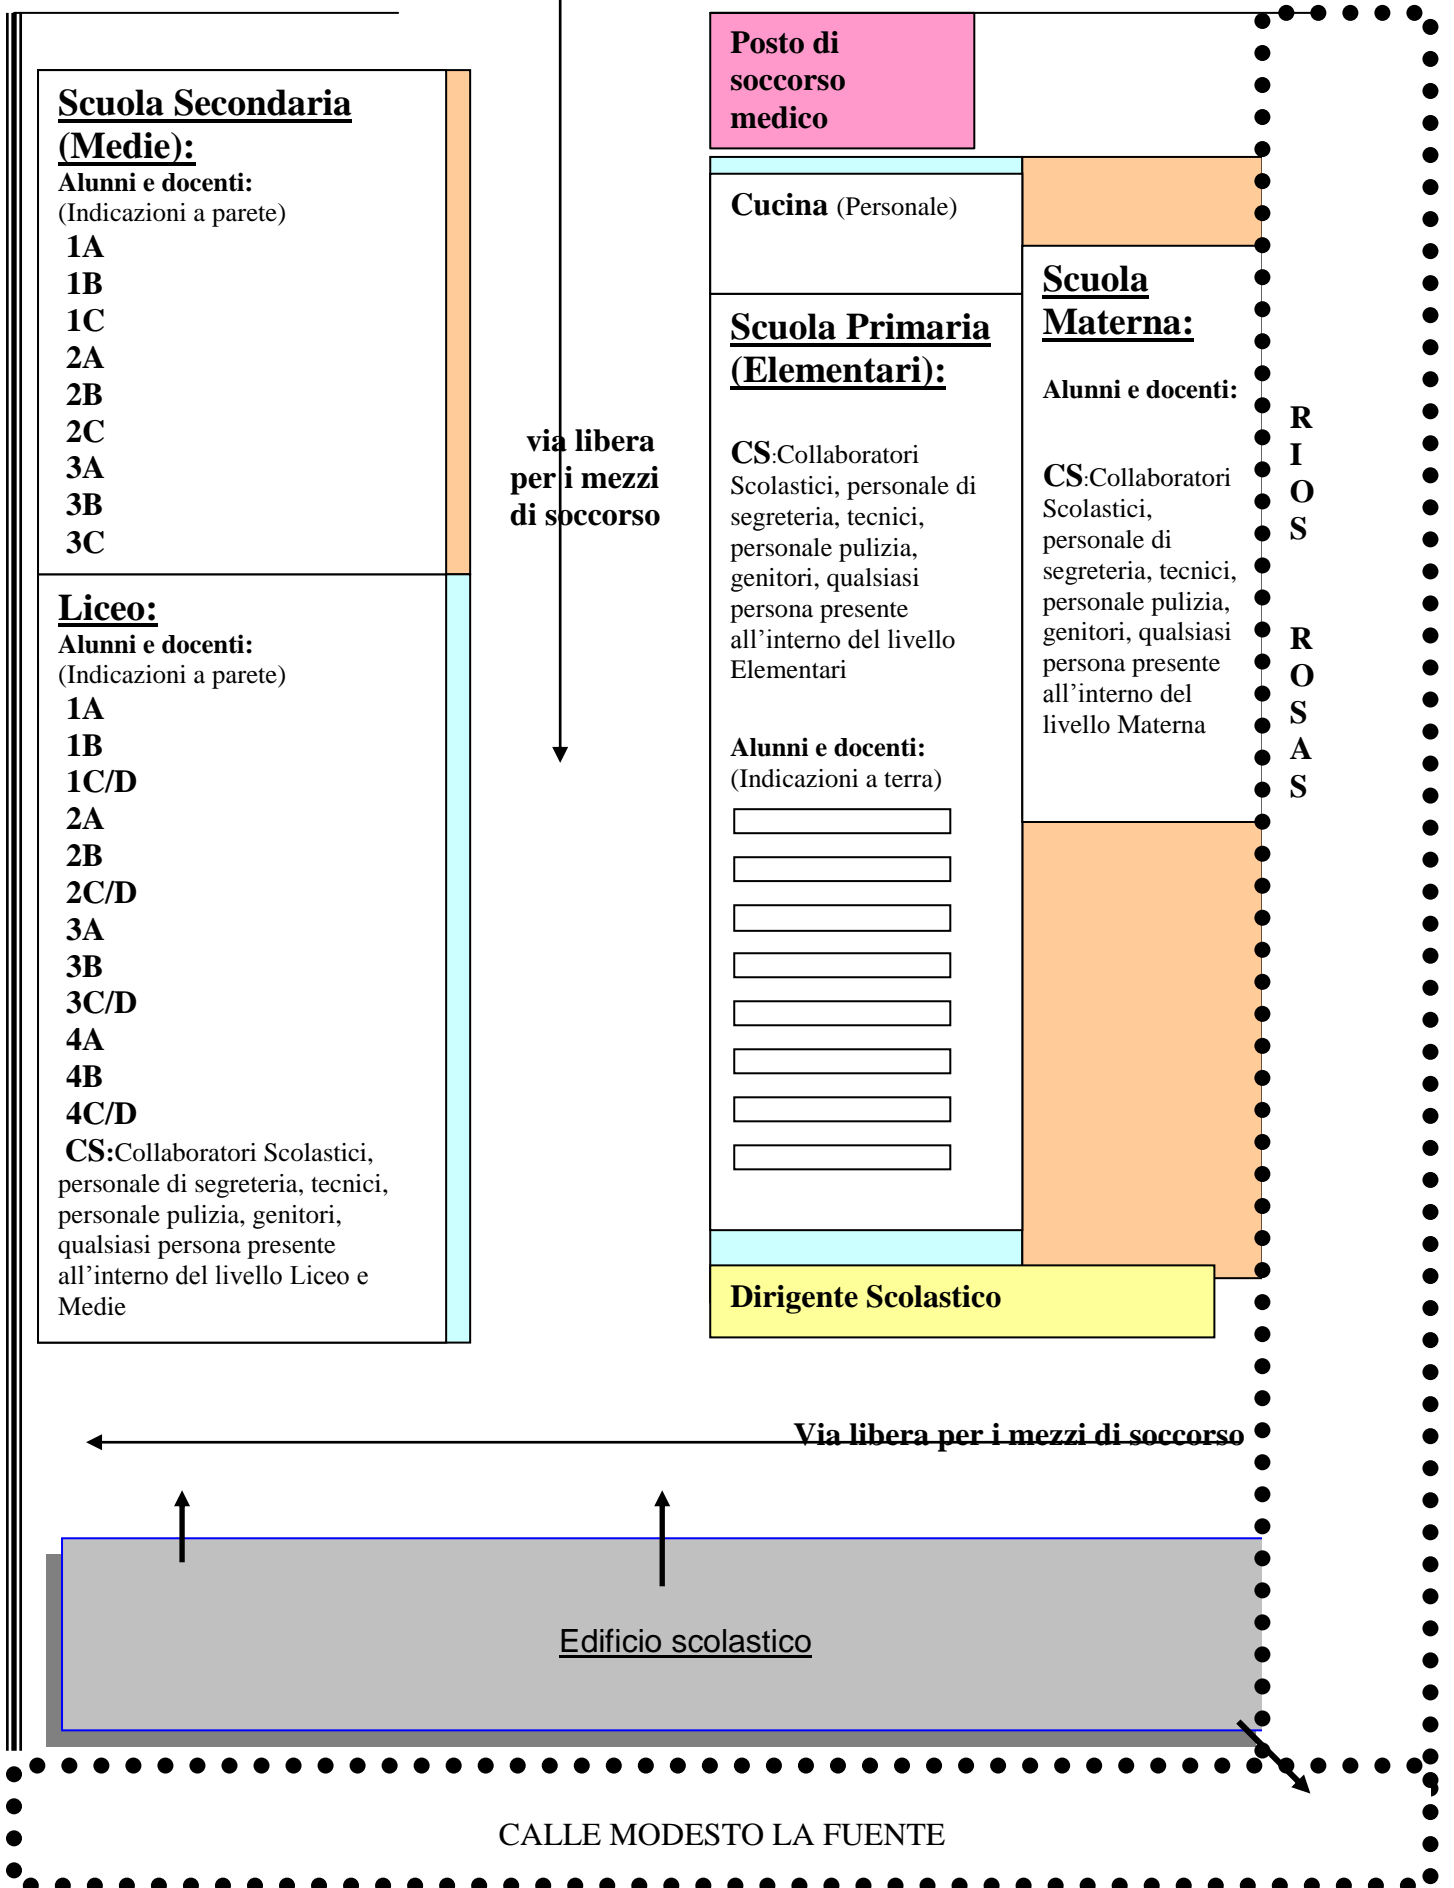 Posto di
soccorso
medico
Scuola Secondaria
(Medie):
Alunni e docenti:
(Indicazioni a parete)
1A
1B
1C
2A
2B
2C
3A
3B
3C
Liceo:
Alunni e docenti:
(Indicazioni a parete)
1A
1B
1C/D
2A
2B
2C/D
3A
3B
3C/D
4A
4B
4C/D
CS:Collaboratori Scolastici,
personale di segreteria, tecnici,
personale pulizia, genitori,
qualsiasi persona presente
all’interno del livello Liceo e
Medie
via libera
per i mezzi
di soccorso
Cucina (Personale)
Scuola Primaria
(Elementari):
CS:Collaboratori
Scolastici, personale di
segreteria, tecnici,
personale pulizia,
genitori, qualsiasi
persona presente
all’interno del livello
Elementari
Alunni e docenti:
(Indicazioni a terra)
Scuola
Materna:
Alunni e docenti:
CS:Collaboratori
Scolastici,
personale di
segreteria, tecnici,
personale pulizia,
genitori, qualsiasi
persona presente
all’interno del
livello Materna
R
I
O
S
R
O
S
A
S
Dirigente Scolastico
Via libera per i mezzi di soccorso
Edificio scolastico
CALLE MODESTO LA FUENTE